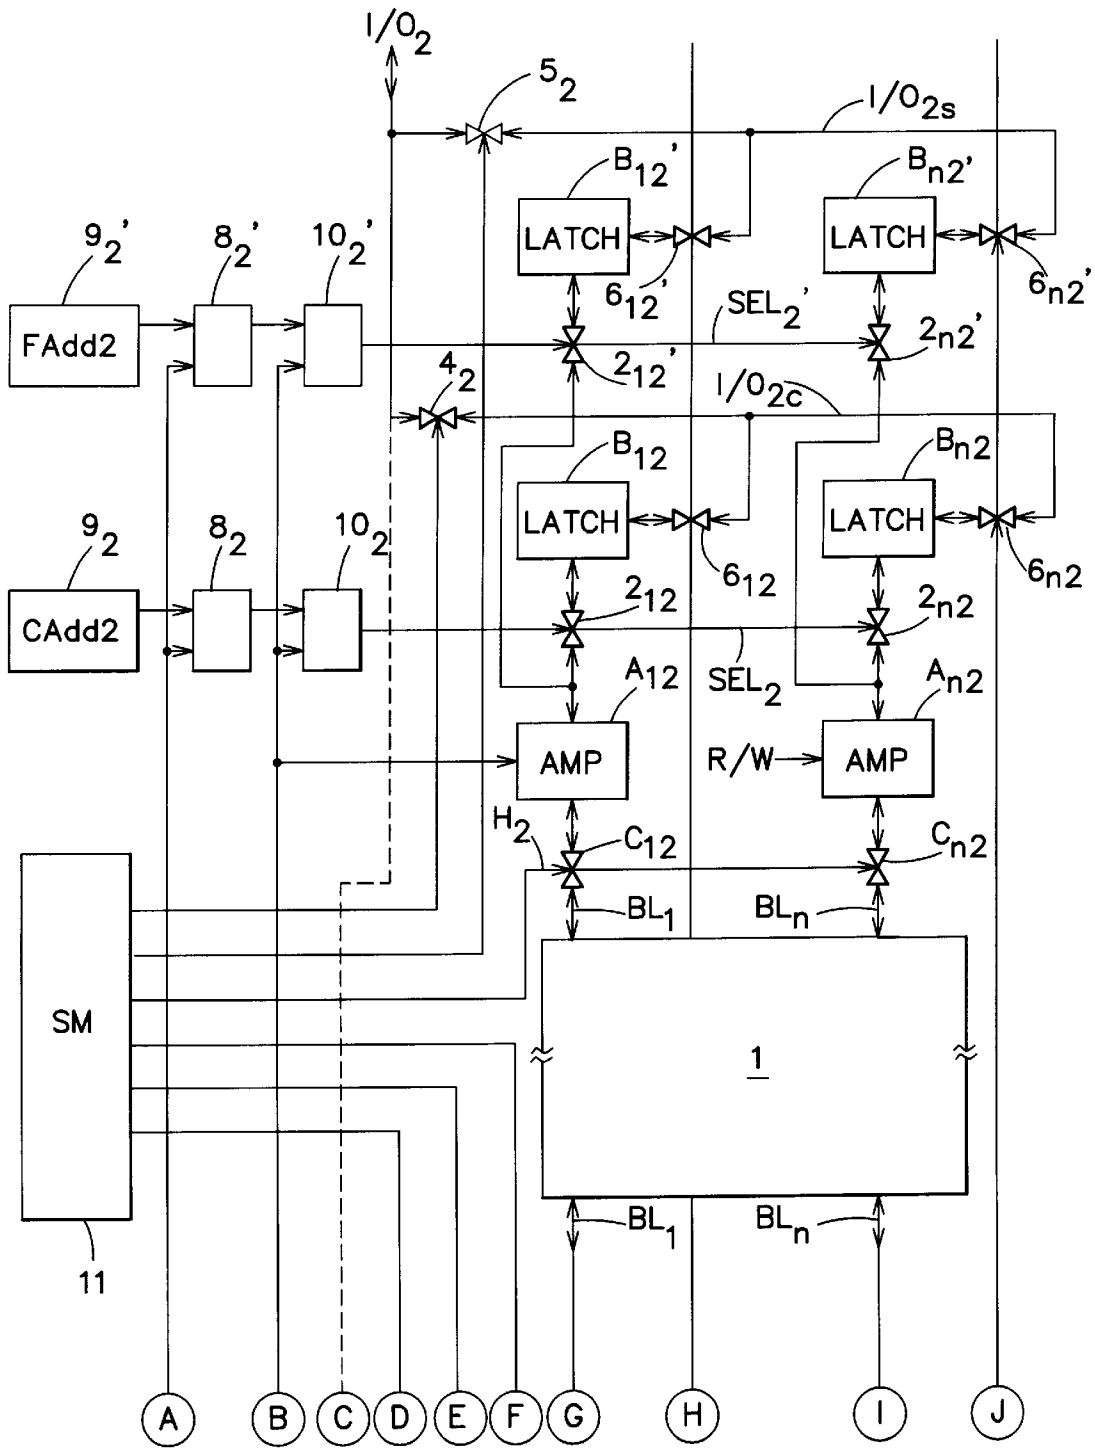 I/O₂
5₂
I/O₂ₛ
B₁₂'
Bₙ₂'
9₂'
8₂'
10₂'
LATCH
LATCH
6₁₂'
6ₙ₂'
SEL₂'
FAdd2
2₁₂'
2ₙ₂'
4₂
I/O₂c
B₁₂
Bₙ₂
9₂
8₂
10₂
LATCH
LATCH
6₁₂
6ₙ₂
2₁₂
2ₙ₂
CAdd2
SEL₂
A₁₂
Aₙ₂
AMP
R/W
AMP
H₂
C₁₂
Cₙ₂
BL₁
BLₙ
SM
1
BL₁
BLₙ
11
A B C D E F G H I J